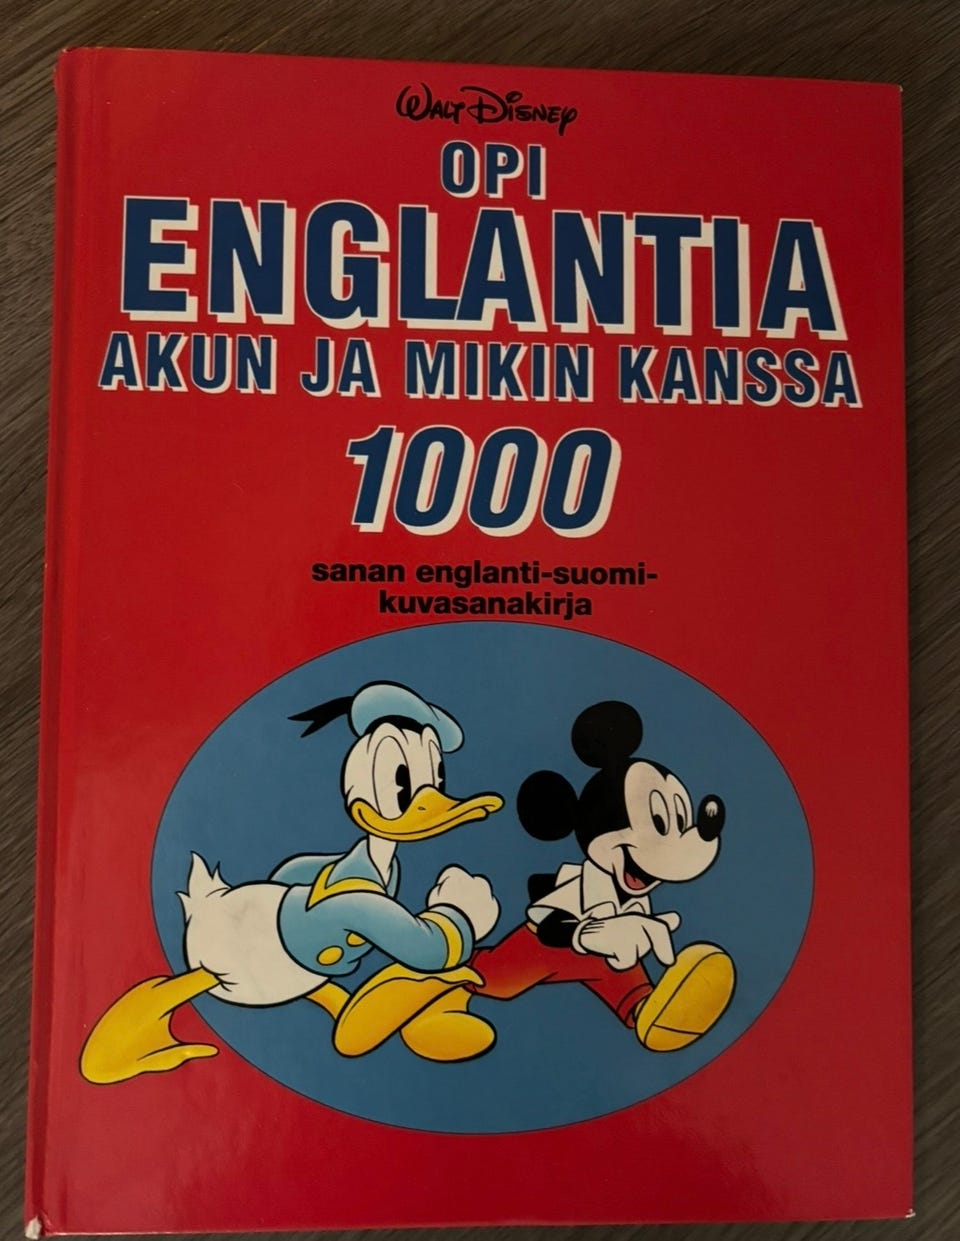 Walt Disney
OPI
ENGLANTIA
AKUN JA MIKIN KANSSA
1000
sanan englanti-suomi-
kuvasanakirja